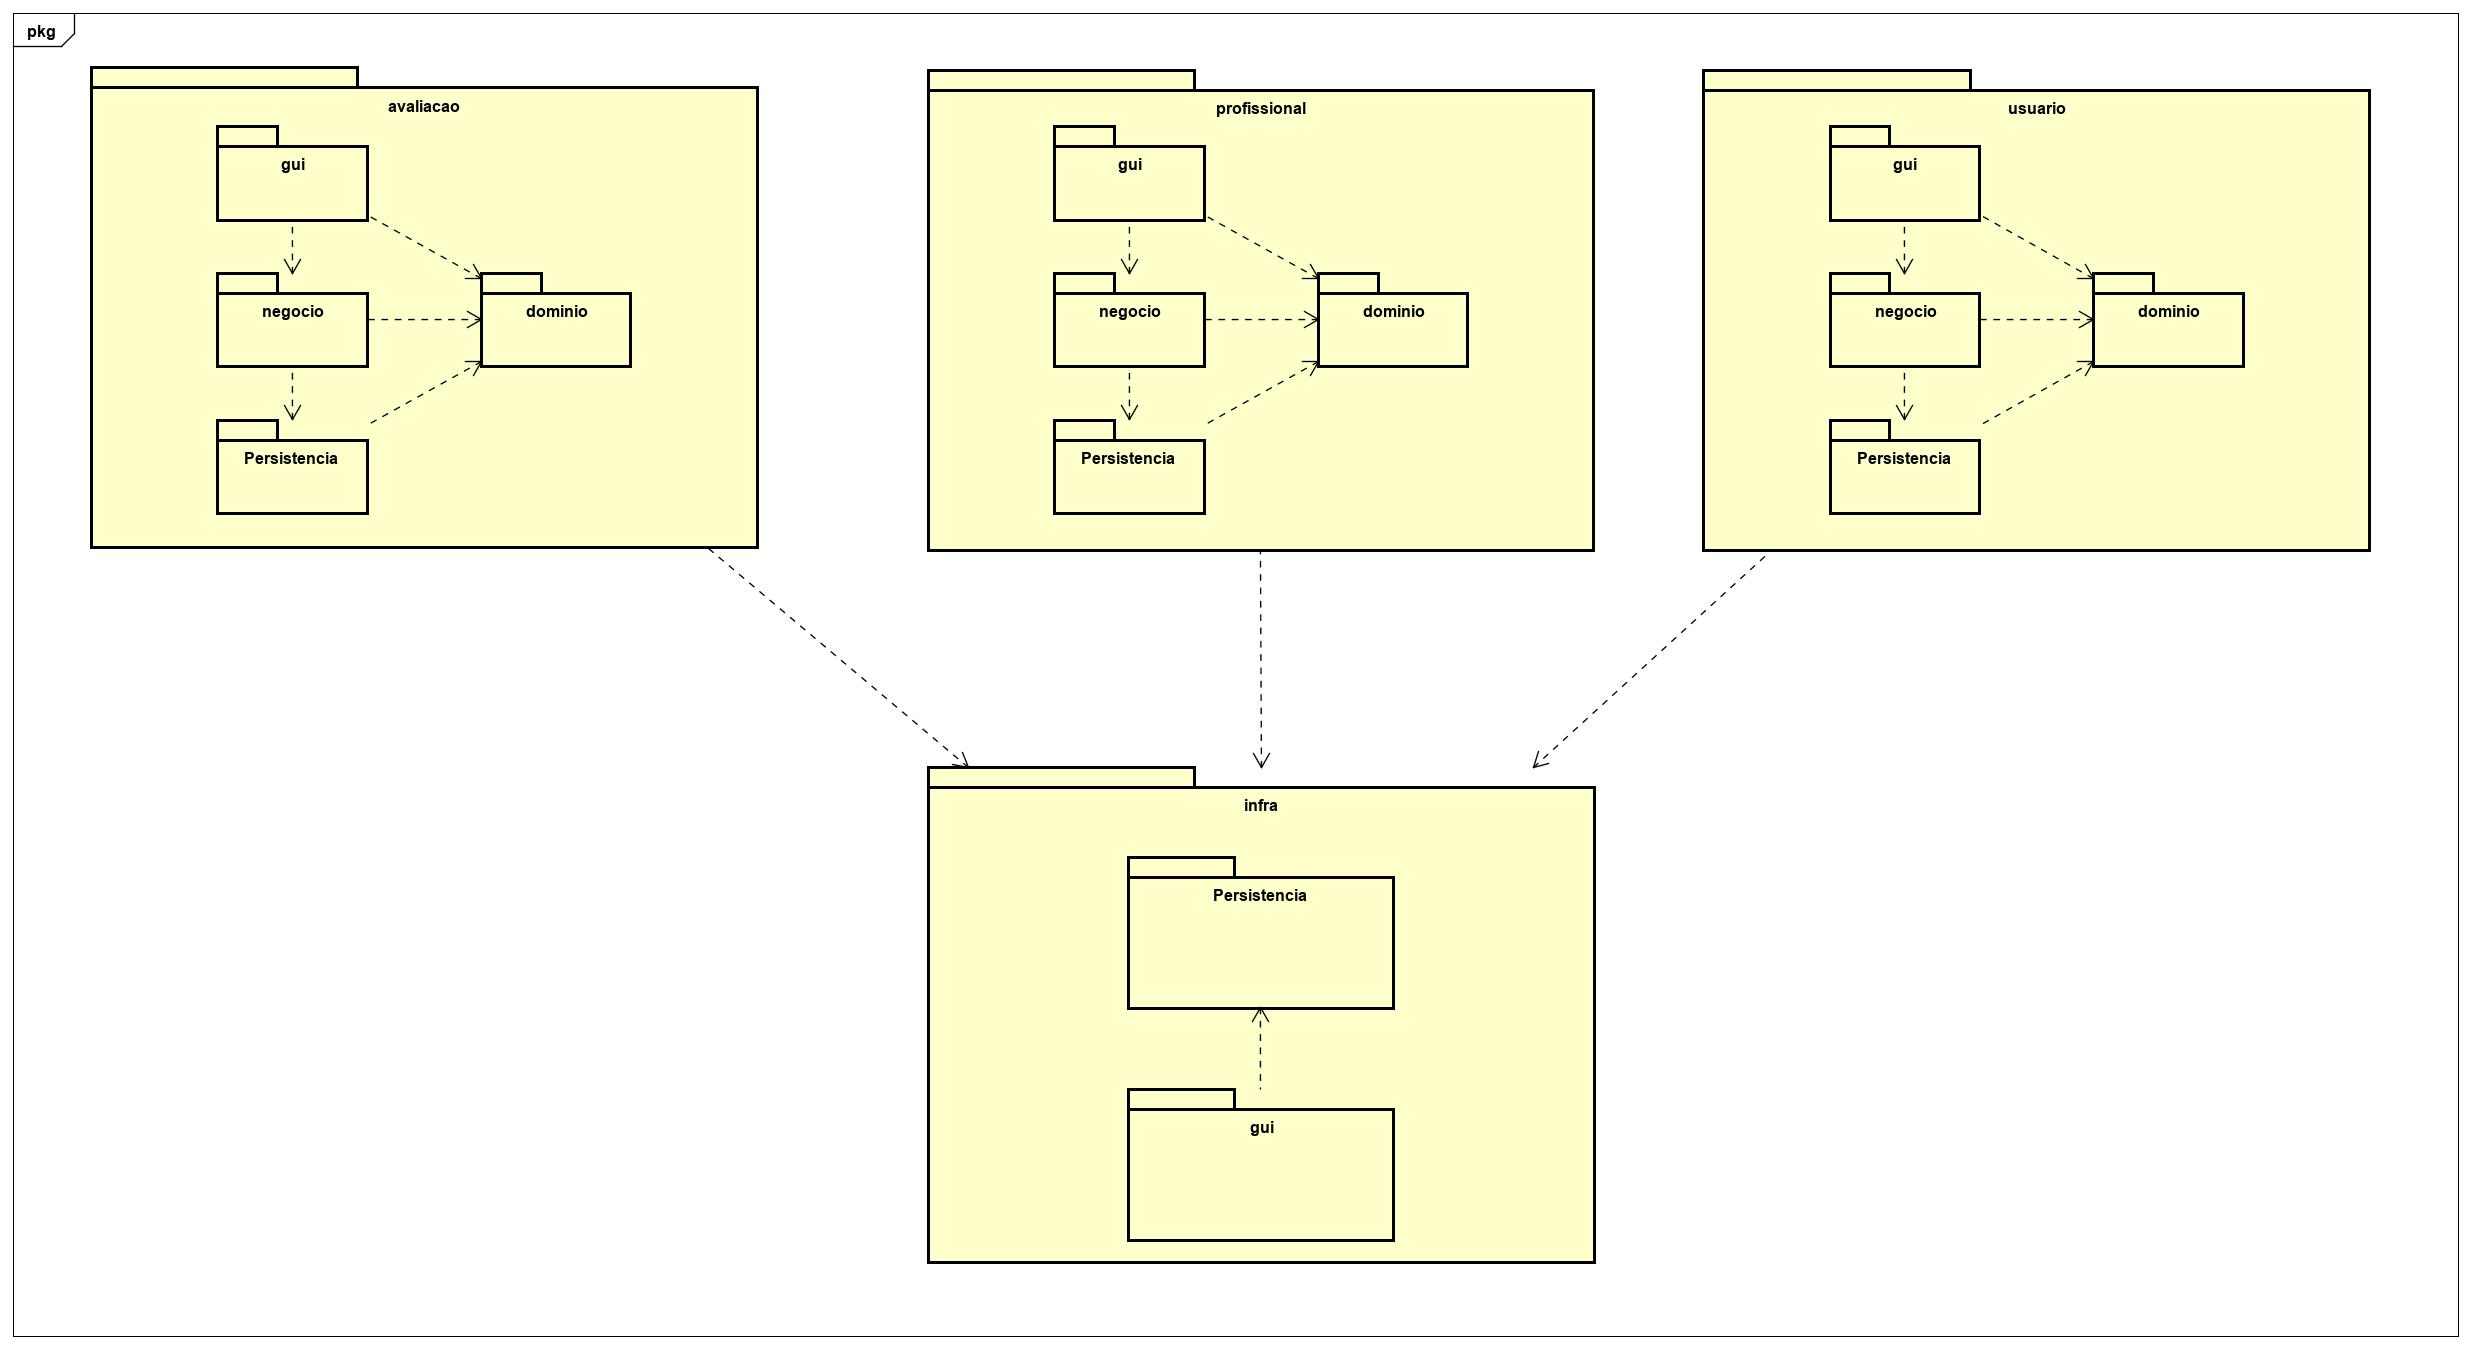 pkg
avaliacao
gui
negocio
dominio
Persistencia
profissional
gui
negocio
dominio
Persistencia
usuario
gui
negocio
dominio
Persistencia
infra
Persistencia
gui